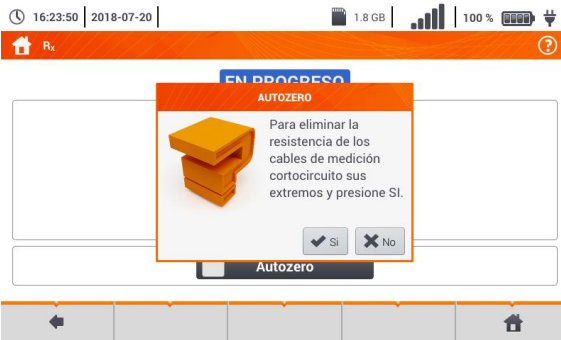 16:23:50 2018-07-20 1.8 GB 100 %
Rx ?
EN PROGRESO
AUTOZERO
Para eliminar la
resistencia de los
cables de medición
cortocircuito sus
extremos y presione SI.
Si No
Autozero